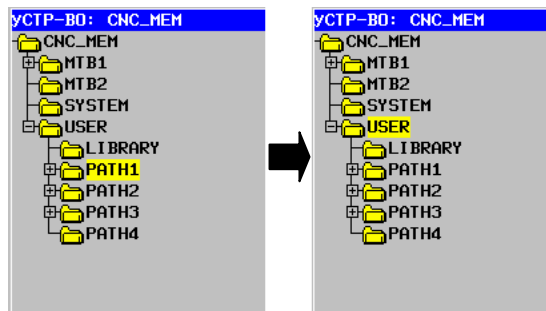 УСТР-ВО: CNC_MEM
CNC_MEM
MTB1
MTB2
SYSTEM
USER
LIBRARY
PATH1
PATH2
PATH3
PATH4
УСТР-ВО: CNC_MEM
CNC_MEM
MTB1
MTB2
SYSTEM
USER
LIBRARY
PATH1
PATH2
PATH3
PATH4